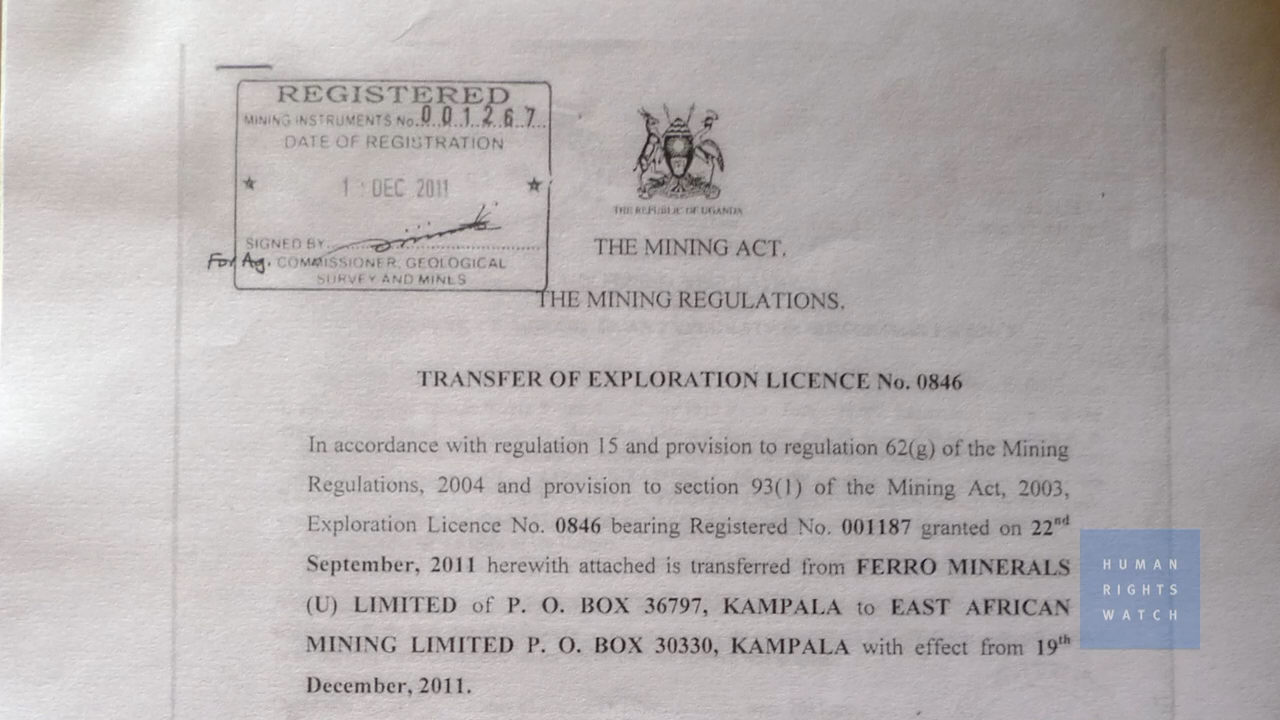 REGISTERED
MINING INSTRUMENTS No. 001267
DATE OF REGISTRATION
DEC 2011
SIGNED BY
For Ag. COMMISSIONER, GEOLOGICAL
SURVEY AND MINES
THE REPUBLIC OF UGANDA
THE MINING ACT.
THE MINING REGULATIONS.
TRANSFER OF EXPLORATION LICENCE No. 0846
In accordance with regulation 15 and provision to regulation 62(g) of the Mining
Regulations, 2004 and provision to section 93(1) of the Mining Act, 2003,
Exploration Licence No. 0846 bearing Registered No. 001187 granted on 22nd
September, 2011 herewith attached is transferred from FERRO MINERALS
(U) LIMITED of P. O. BOX 36797, KAMPALA to EAST AFRICAN
MINING LIMITED P. O. BOX 30330, KAMPALA with effect from 19th
December, 2011.
HUMAN
RIGHTS
WATCH